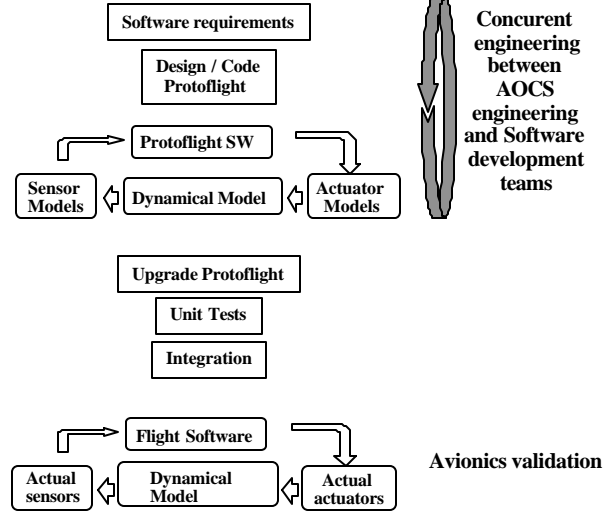 Software requirements
Design / Code
Protoflight
Protoflight SW
Sensor
Models
Dynamical Model
Actuator
Models
Concurent
engineering
between
AOCS
engineering
and Software
development
teams
Upgrade Protoflight
Unit Tests
Integration
Flight Software
Actual
sensors
Dynamical
Model
Actual
actuators
Avionics validation